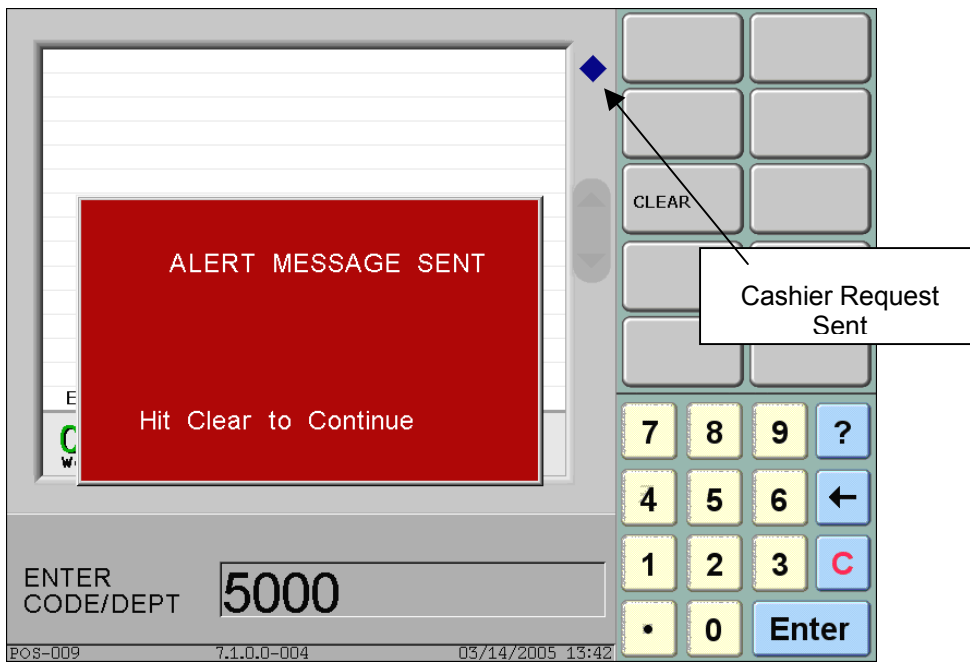 ALERT MESSAGE SENT
Hit Clear to Continue
E
ENTER
CODE/DEPT
5000
POS-009 7.1.0.0-004 03/14/2005 13:42
CLEAR
Cashier Request
Sent
7 8 9 ?
4 5 6 ←
1 2 3 C
• 0 Enter